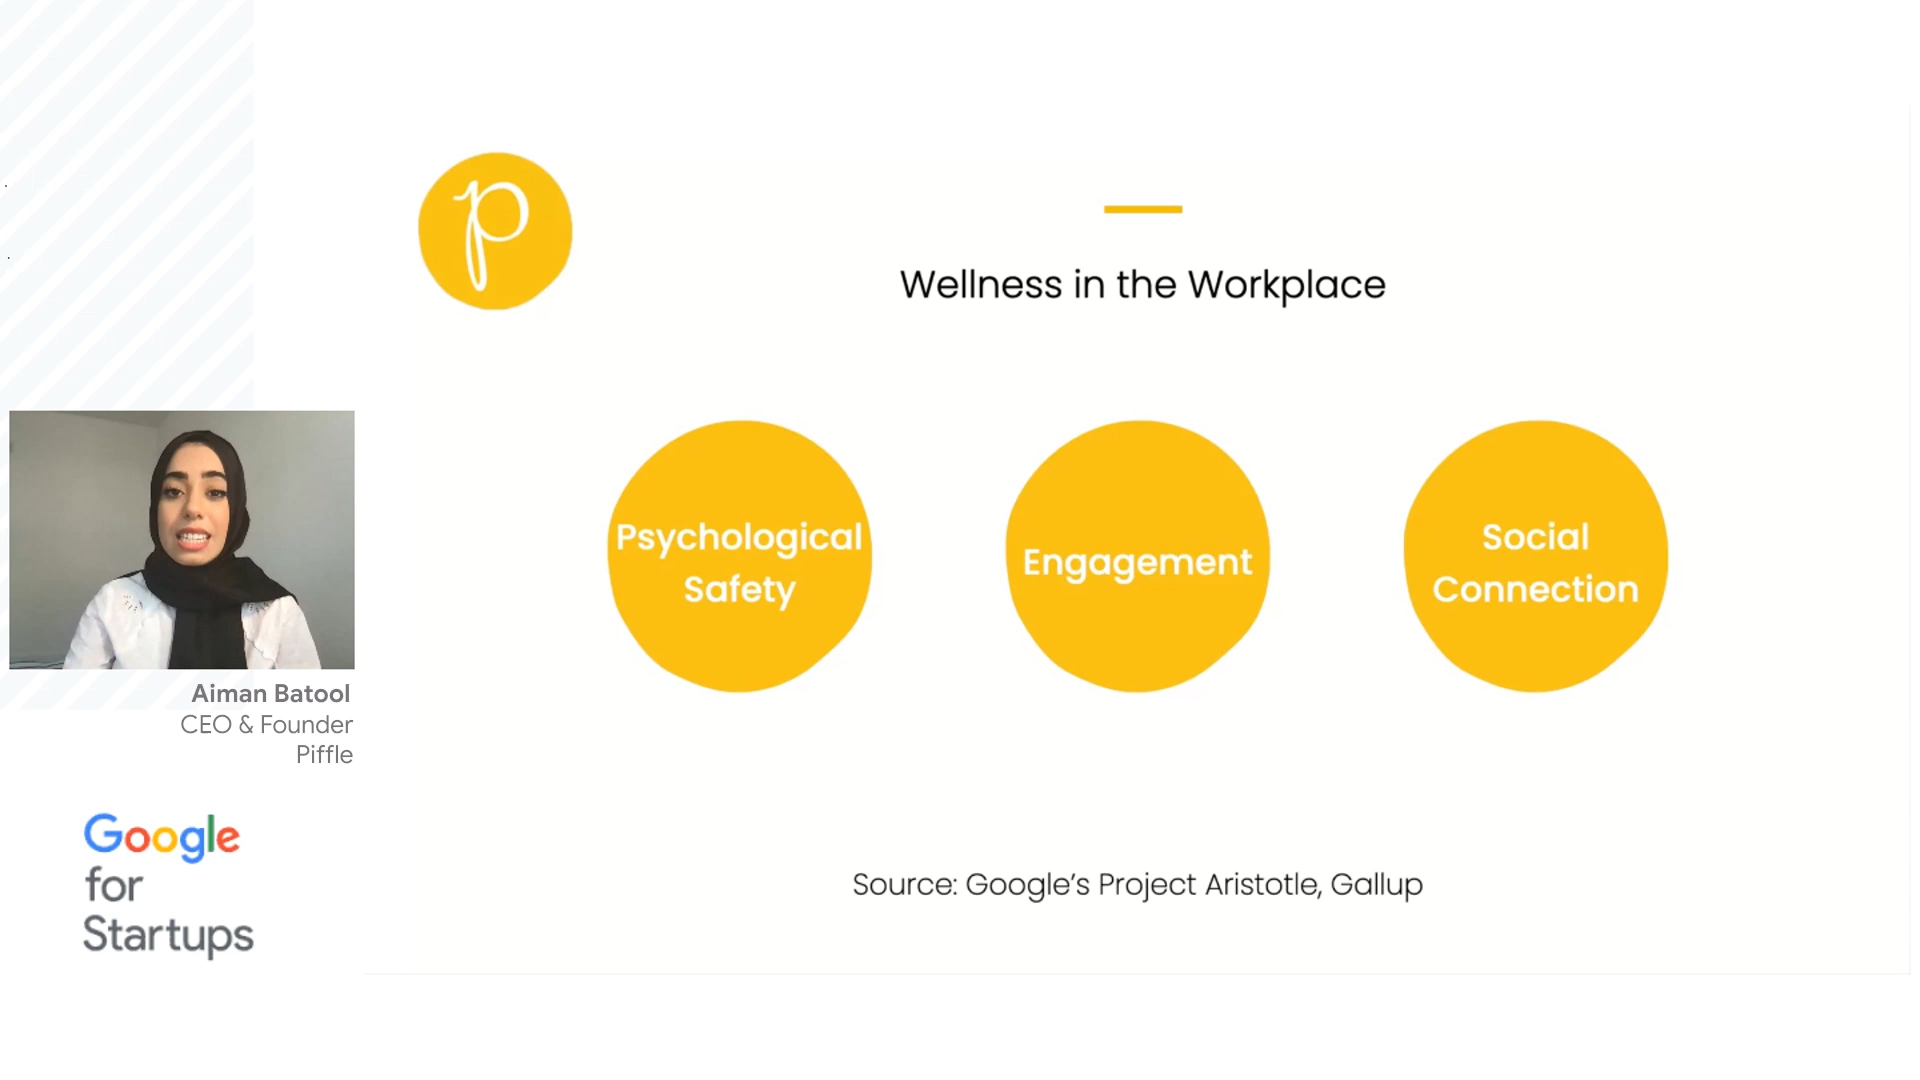 p
Wellness in the Workplace
Psychological
Safety
Engagement
Social
Connection
Source: Google’s Project Aristotle, Gallup
Aiman Batool
CEO & Founder
Piffle
Google
for
Startups